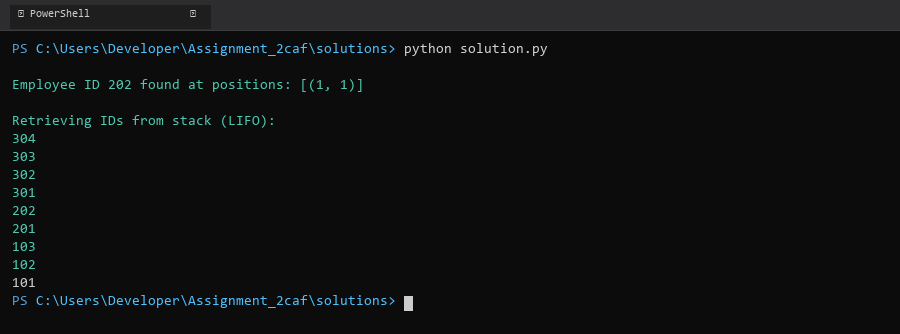 PowerShell
PS C:\Users\Developer\Assignment_2caf\solutions> python solution.py
Employee ID 202 found at positions: [(1, 1)]
Retrieving IDs from stack (LIFO):
304
303
302
301
202
201
103
102
101
PS C:\Users\Developer\Assignment_2caf\solutions>